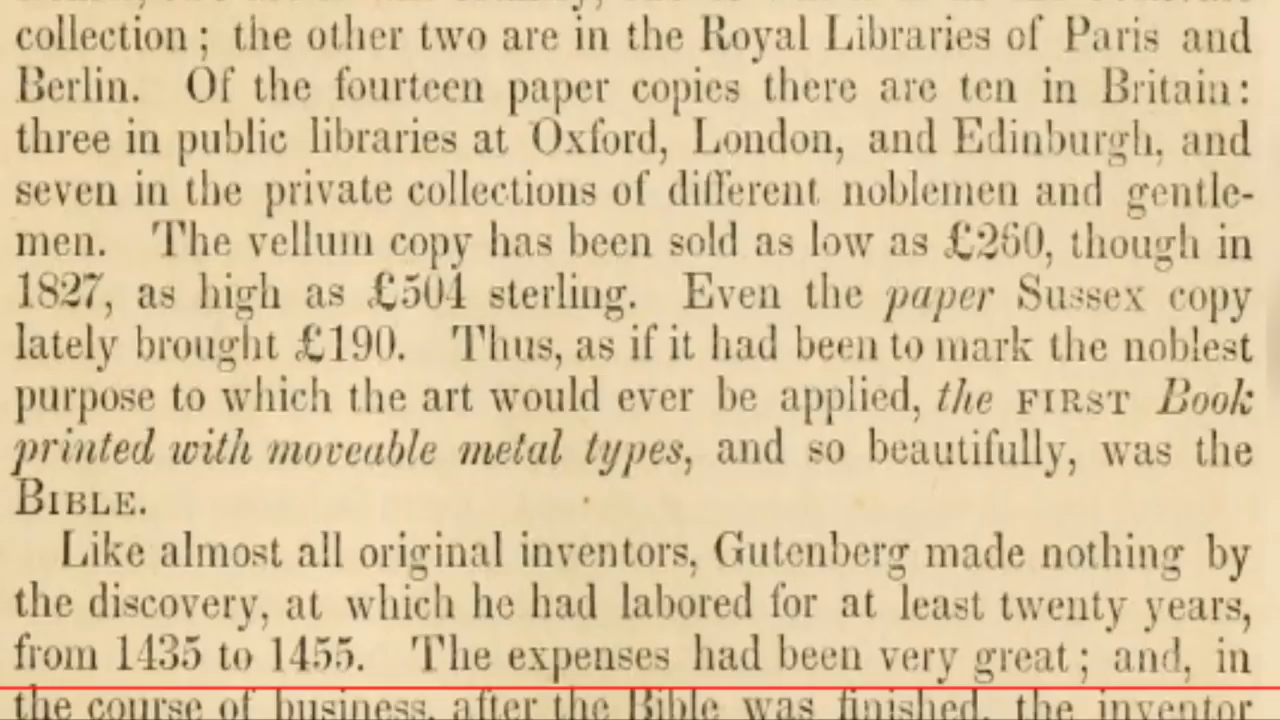 collection; the other two are in the Royal Libraries of Paris and
Berlin. Of the fourteen paper copies there are ten in Britain:
three in public libraries at Oxford, London, and Edinburgh, and
seven in the private collections of different noblemen and gentle-
men. The vellum copy has been sold as low as £260, though in
1827, as high as £504 sterling. Even the paper Sussex copy
lately brought £190. Thus, as if it had been to mark the noblest
purpose to which the art would ever be applied, the FIRST Book
printed with moveable metal types, and so beautifully, was the
BIBLE.
Like almost all original inventors, Gutenberg made nothing by
the discovery, at which he had labored for at least twenty years,
from 1435 to 1455. The expenses had been very great; and, in
the course of business, after the Bible was finished, the inventor